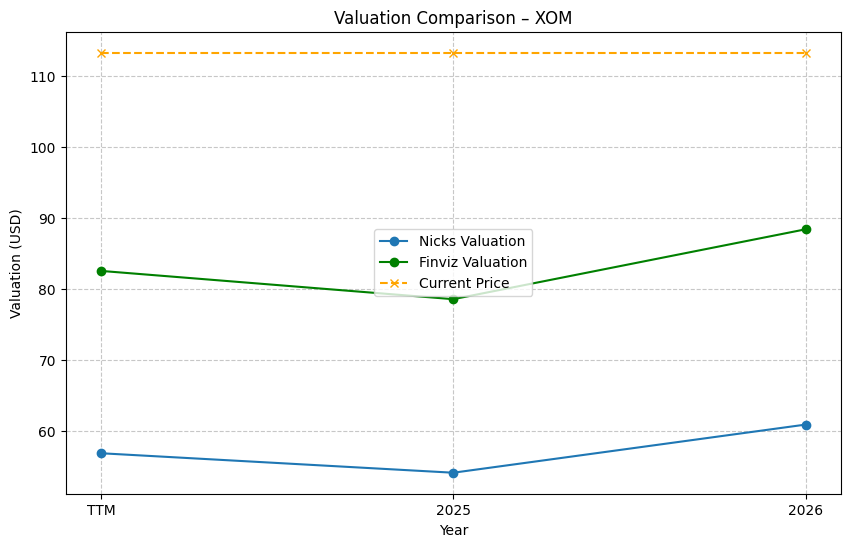 Valuation Comparison – XOM
Valuation (USD)
110
100
90
80
70
60
Nicks Valuation
Finviz Valuation
Current Price
TTM
2025
2026
Year